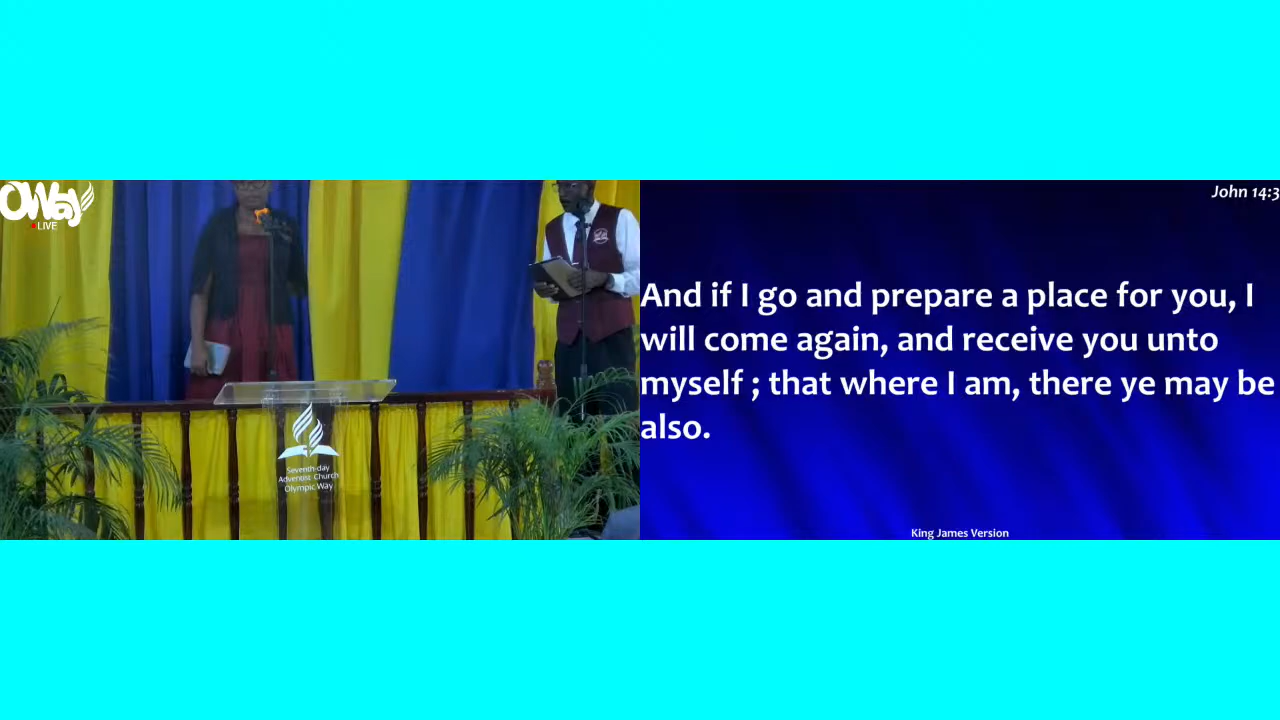 OWay
LIVE
Seventh-day
Adventist Church
Olympic Way
John 14:3
And if I go and prepare a place for you, I
will come again, and receive you unto
myself ; that where I am, there ye may be
also.
King James Version